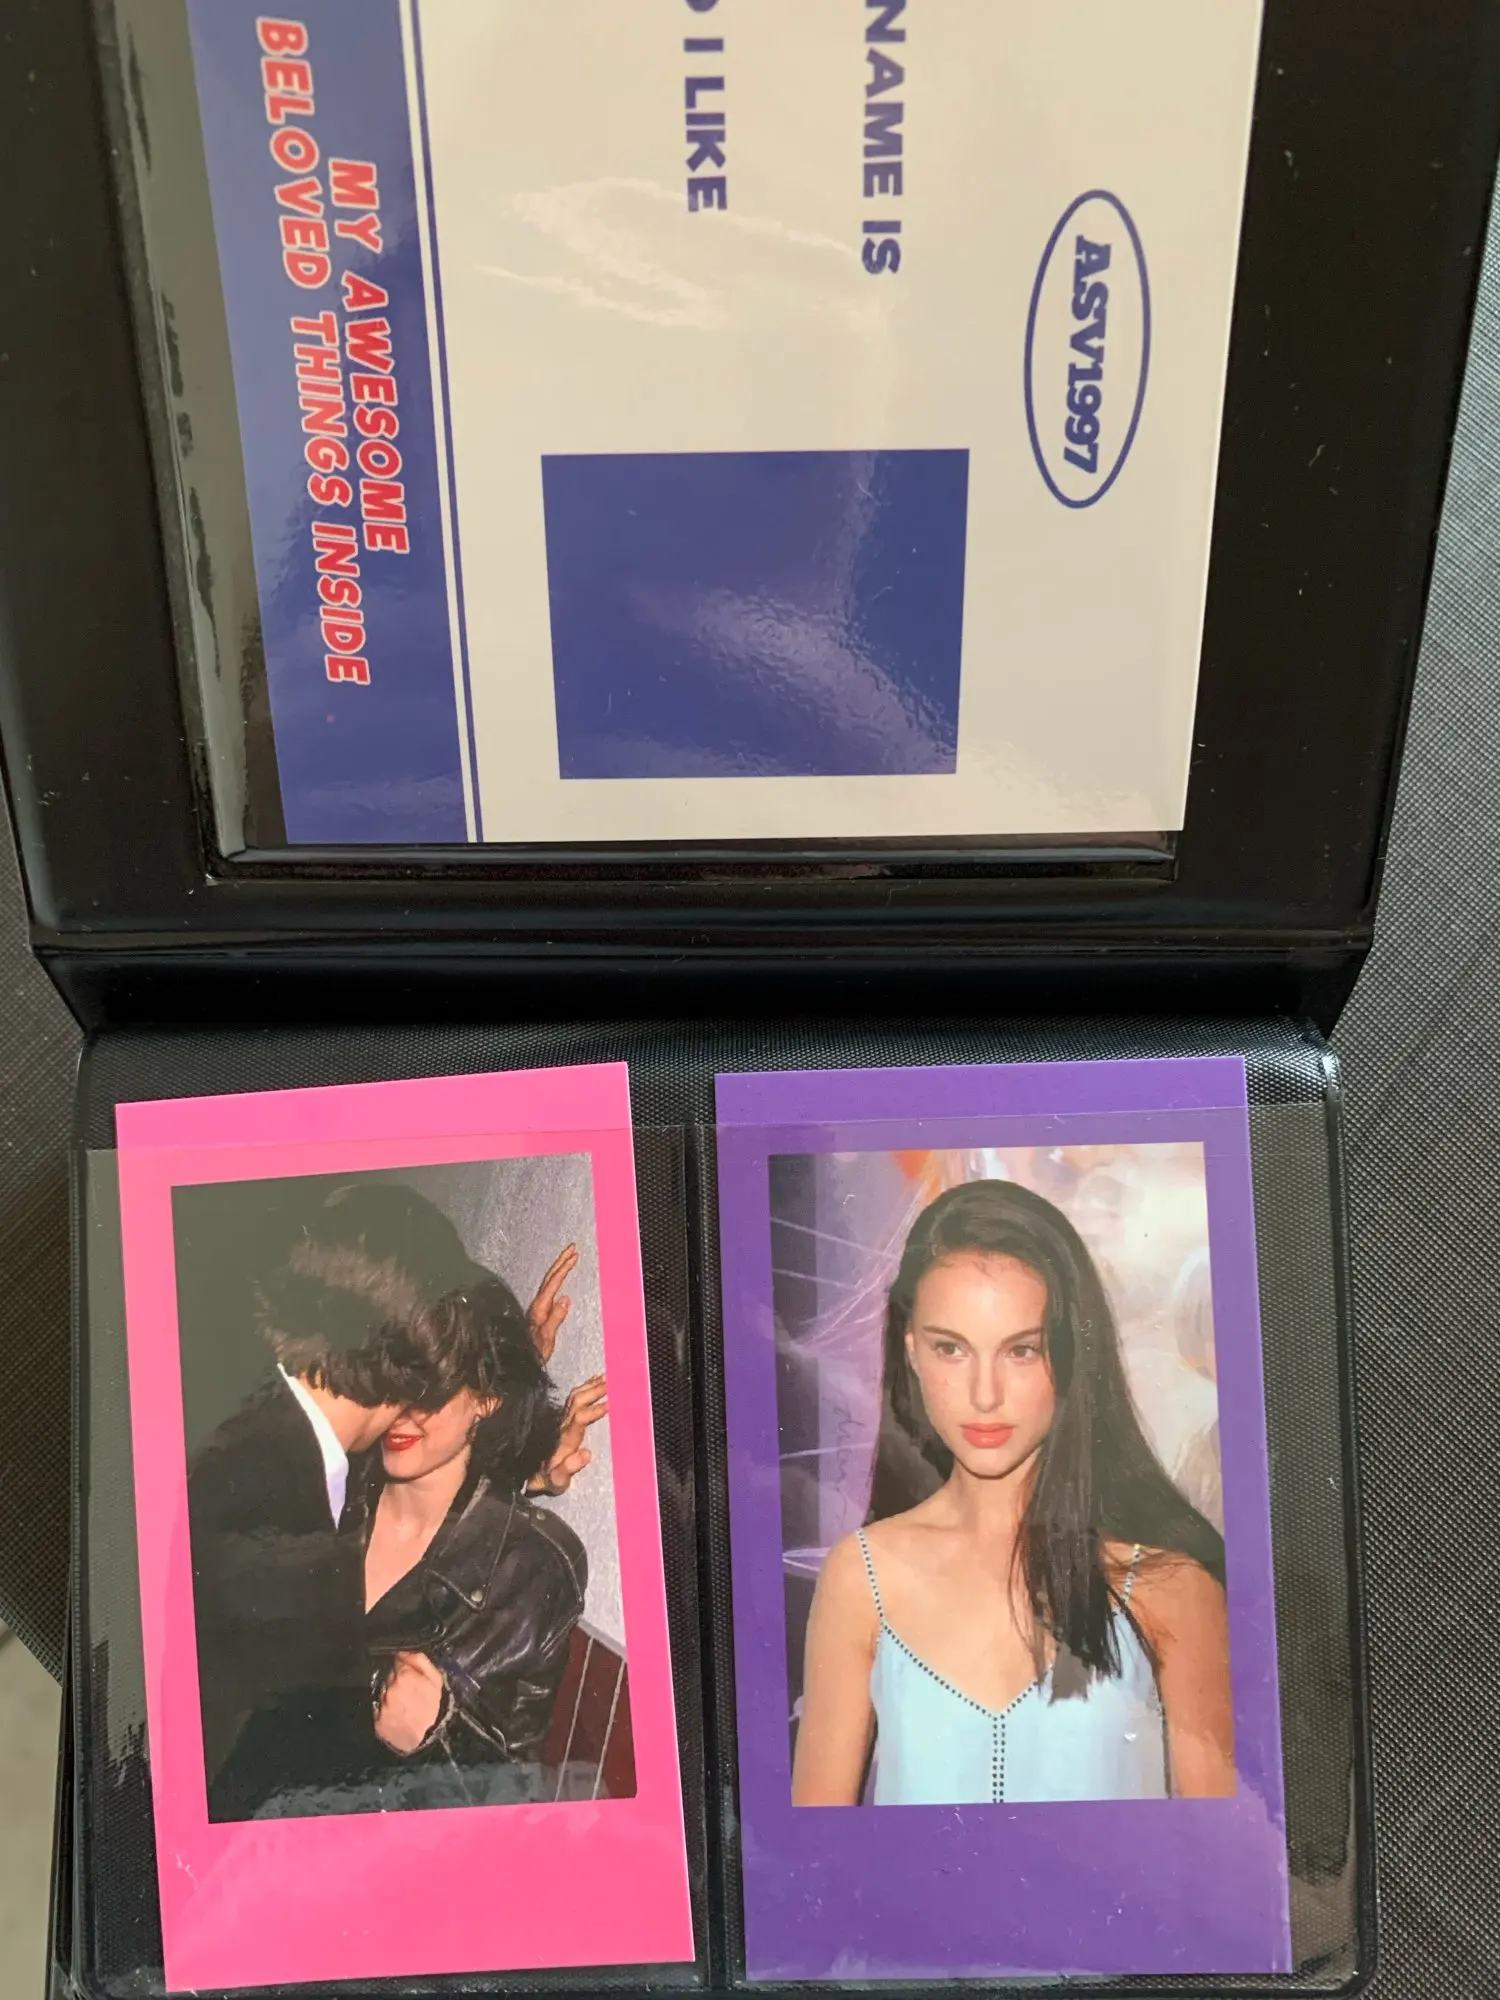 ASV1997
NAME IS
I LIKE
MY AWESOME
BELOVED THINGS INSIDE